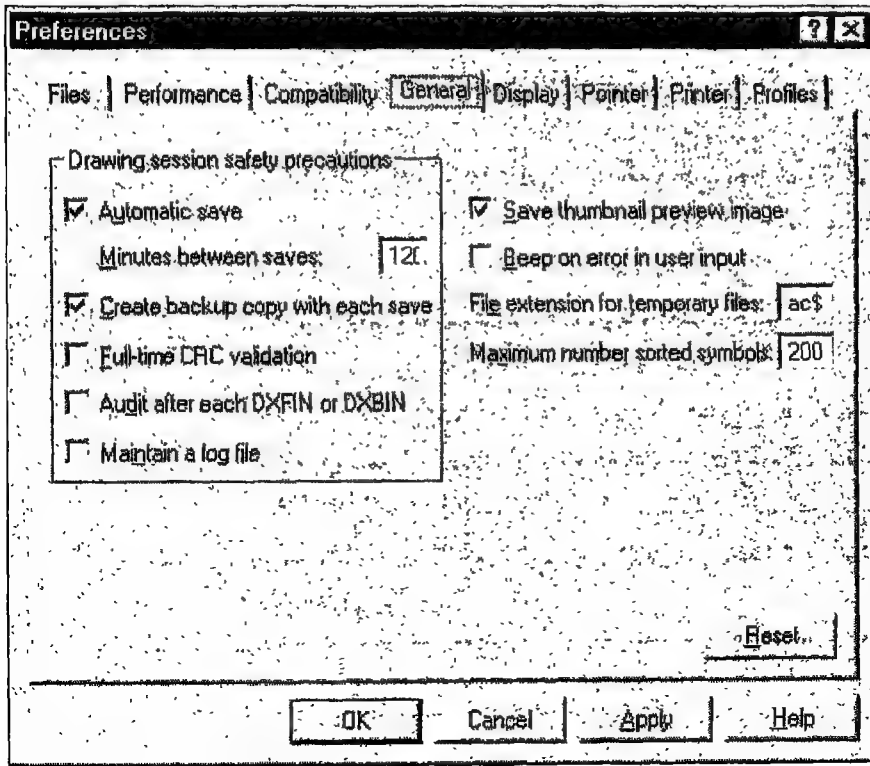 Preferences ? X
Files Performance Compatibility General Display Pointer Printer Profiles
Drawing session safety precautions
Automatic save
Minutes between saves: 120
Create backup copy with each save
Full-time CRC validation
Audit after each DXFIN or DXBIN
Maintain a log file
Save thumbnail preview image
Beep on error in user input
File extension for temporary files: ac$
Maximum number sorted symbols: 200
Reset
OK Cancel Apply Help